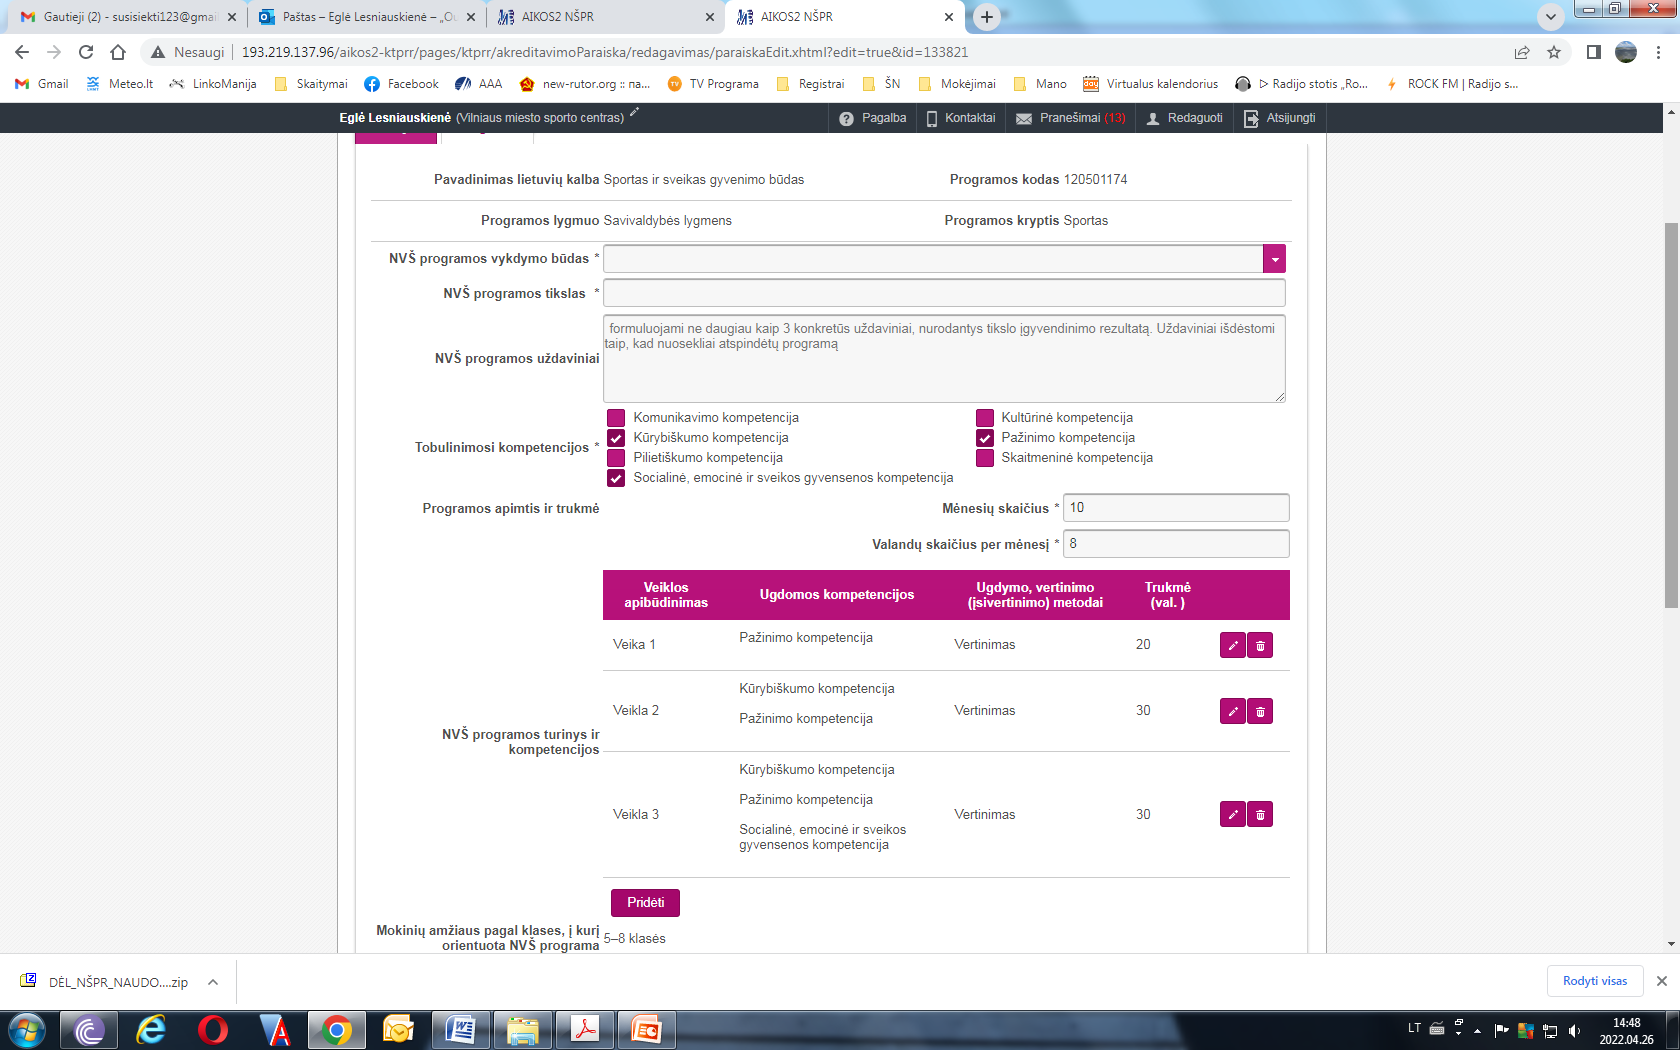 Gautieji (2) - susisiekti123@gmai
Paštas – Eglė Lesniauskienė – „Ou
AIKOS2 NŠPR
AIKOS2 NŠPR
Nesaugi | 193.219.137.96/aikos2-ktprr/pages/ktprr/akreditavimoParaiska/redagavimas/paraiskaEdit.xhtml?edit=true&id=133821
Gmail Meteo.lt LinkoManija Skaitymai Facebook AAA new-rutor.org :: па... TV Programa Registrai ŠN Mokėjimai Mano Virtualus kalendorius ▷ Radijo stotis „Ro... ROCK FM | Radijo s...
Eglė Lesniauskienė (Vilniaus miesto sporto centras) Pagalba Kontaktai Pranešimai (13) Redaguoti Atsijungti
Pavadinimas lietuvių kalba Sportas ir sveikas gyvenimo būdas Programos kodas 120501174
Programos lygmuo Savivaldybės lygmens Programos kryptis Sportas
NVŠ programos vykdymo būdas *
NVŠ programos tikslas *
NVŠ programos uždaviniai
formuluojami ne daugiau kaip 3 konkretūs uždaviniai, nurodantys tikslo įgyvendinimo rezultatą. Uždaviniai išdėstomi
taip, kad nuosekliai atspindėtų programą
Tobulinimosi kompetencijos *
Komunikavimo kompetencija Kultūrinė kompetencija
Kūrybiškumo kompetencija Pažinimo kompetencija
Pilietiškumo kompetencija Skaitmeninė kompetencija
Socialinė, emocinė ir sveikos gyvensenos kompetencija
Programos apimtis ir trukmė Mėnesių skaičius * 10
Valandų skaičius per mėnesį * 8
NVŠ programos turinys ir
kompetencijos
Veiklos
apibūdinimas
Ugdomos kompetencijos
Ugdymo, vertinimo
(įsivertinimo) metodai
Trukmė
(val. )
Veika 1 Pažinimo kompetencija Vertinimas 20
Veikla 2 Kūrybiškumo kompetencija
Pažinimo kompetencija Vertinimas 30
Veikla 3 Kūrybiškumo kompetencija
Pažinimo kompetencija
Socialinė, emocinė ir sveikos
gyvensenos kompetencija Vertinimas 30
Pridėti
Mokinių amžiaus pagal klases, į kurį
orientuota NVŠ programa 5–8 klasės
DĖL_NŠPR_NAUDO....zip Rodyti visas
LT
14:48
2022.04.26